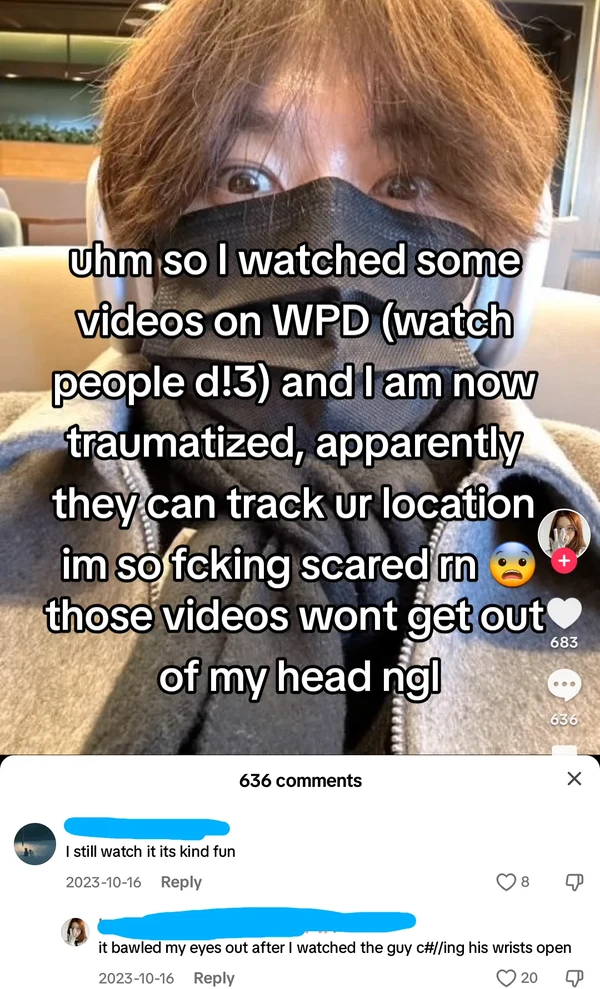 uhm so I watched some
videos on WPD (watch
people d!3) and I am now
traumatized, apparently
they can track ur location
im so fcking scared rn 😨
those videos wont get out
of my head ngl
683
636
636 comments
I still watch it its kind fun
2023-10-16 Reply 8
it bawled my eyes out after I watched the guy c#//ing his wrists open
2023-10-16 Reply 20